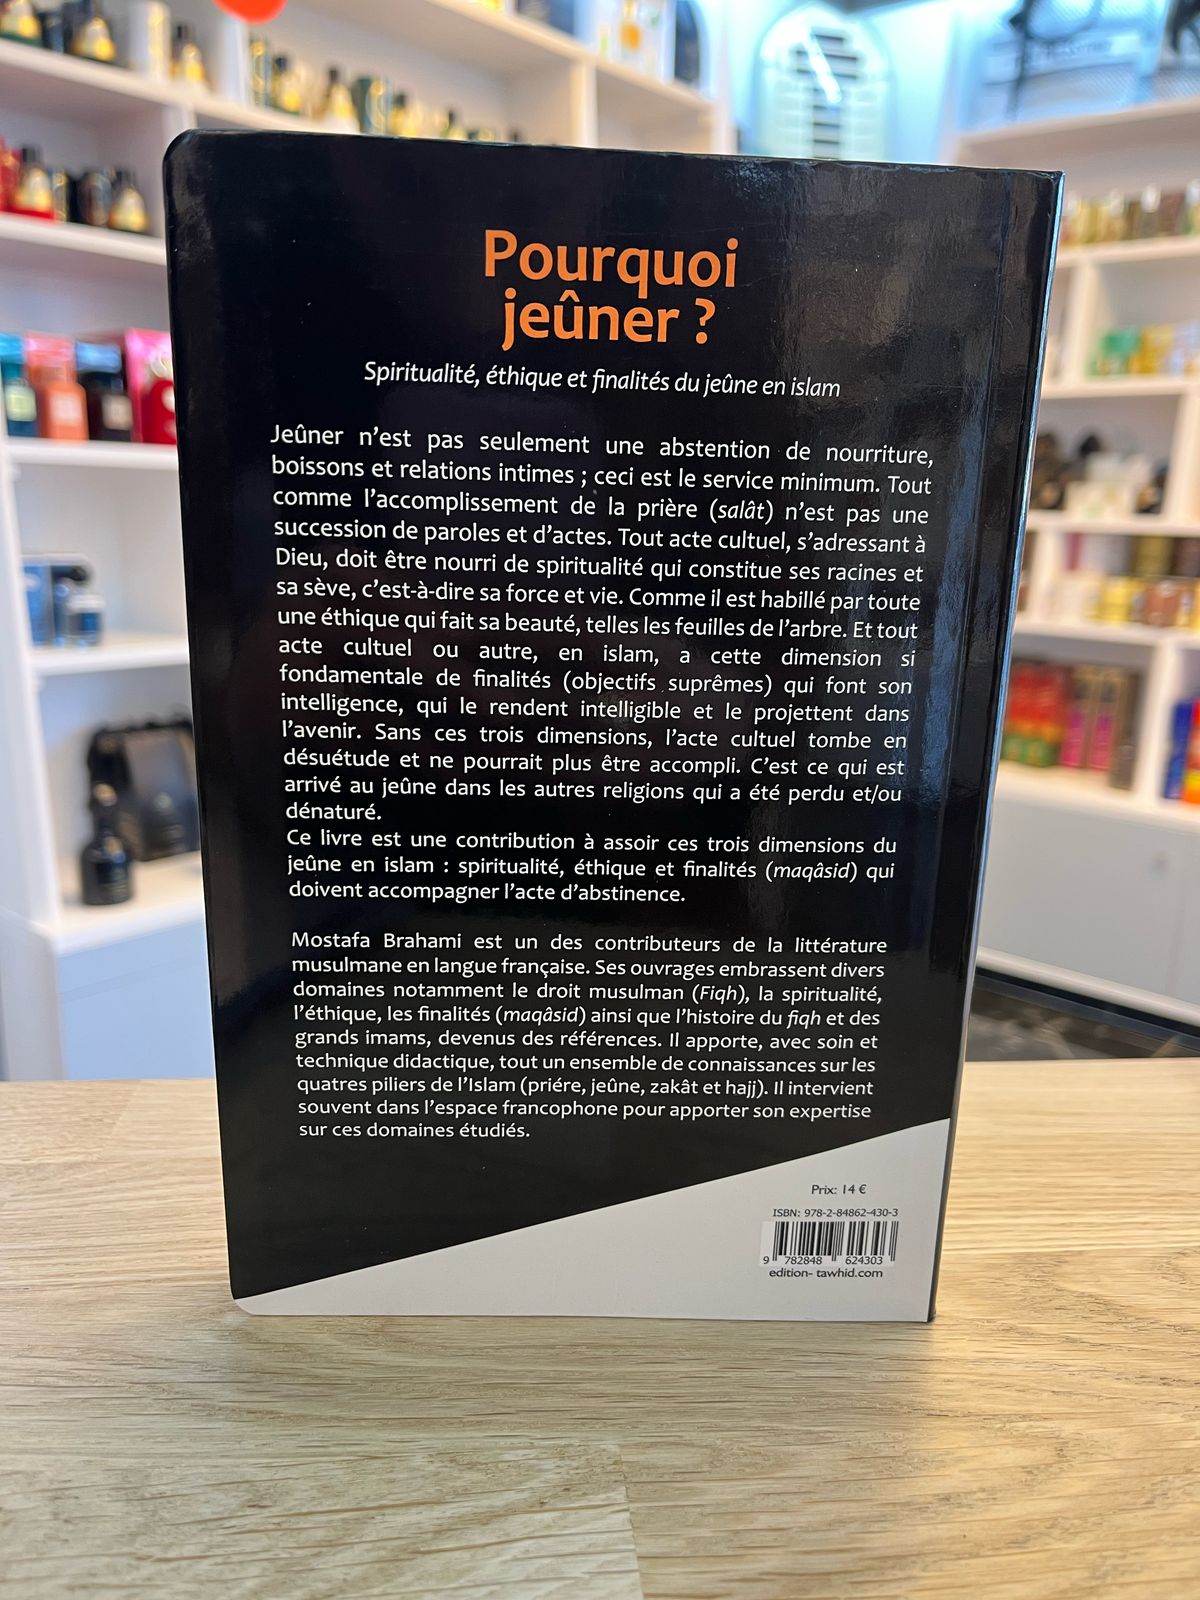 Pourquoi
jeûner ?
Spiritualité, éthique et finalités du jeûne en islam
Jeûner n'est pas seulement une abstention de nourriture,
boissons et relations intimes ; ceci est le service minimum. Tout
comme l'accomplissement de la prière (salât) n'est pas une
succession de paroles et d'actes. Tout acte cultuel, s'adressant à
Dieu, doit être nourri de spiritualité qui constitue ses racines et
sa sève, c'est-à-dire sa force et vie. Comme il est habillé par toute
une éthique qui fait sa beauté, telles les feuilles de l'arbre. Et tout
acte cultuel ou autre, en islam, a cette dimension si
fondamentale de finalités (objectifs suprêmes) qui font son
intelligence, qui le rendent intelligible et le projettent dans
l'avenir. Sans ces trois dimensions, l'acte cultuel tombe en
désuétude et ne pourrait plus être accompli. C'est ce qui est
arrivé au jeûne dans les autres religions qui a été perdu et/ou
dénaturé.
Ce livre est une contribution à assoir ces trois dimensions du
jeûne en islam : spiritualité, éthique et finalités (maqâsid) qui
doivent accompagner l'acte d'abstinence.
Mostafa Brahami est un des contributeurs de la littérature
musulmane en langue française. Ses ouvrages embrassent divers
domaines notamment le droit musulman (Fiqh), la spiritualité,
l'éthique, les finalités (maqâsid) ainsi que l'histoire du fiqh et des
grands imams, devenus des références. Il apporte, avec soin et
technique didactique, tout un ensemble de connaissances sur les
quatres piliers de l'Islam (priére, jeûne, zakât et hajj). Il intervient
souvent dans l'espace francophone pour apporter son expertise
sur ces domaines étudiés.
Prix: 14 €
ISBN: 978-2-84862-430-3
9 782848 624303
edition- tawhid.com